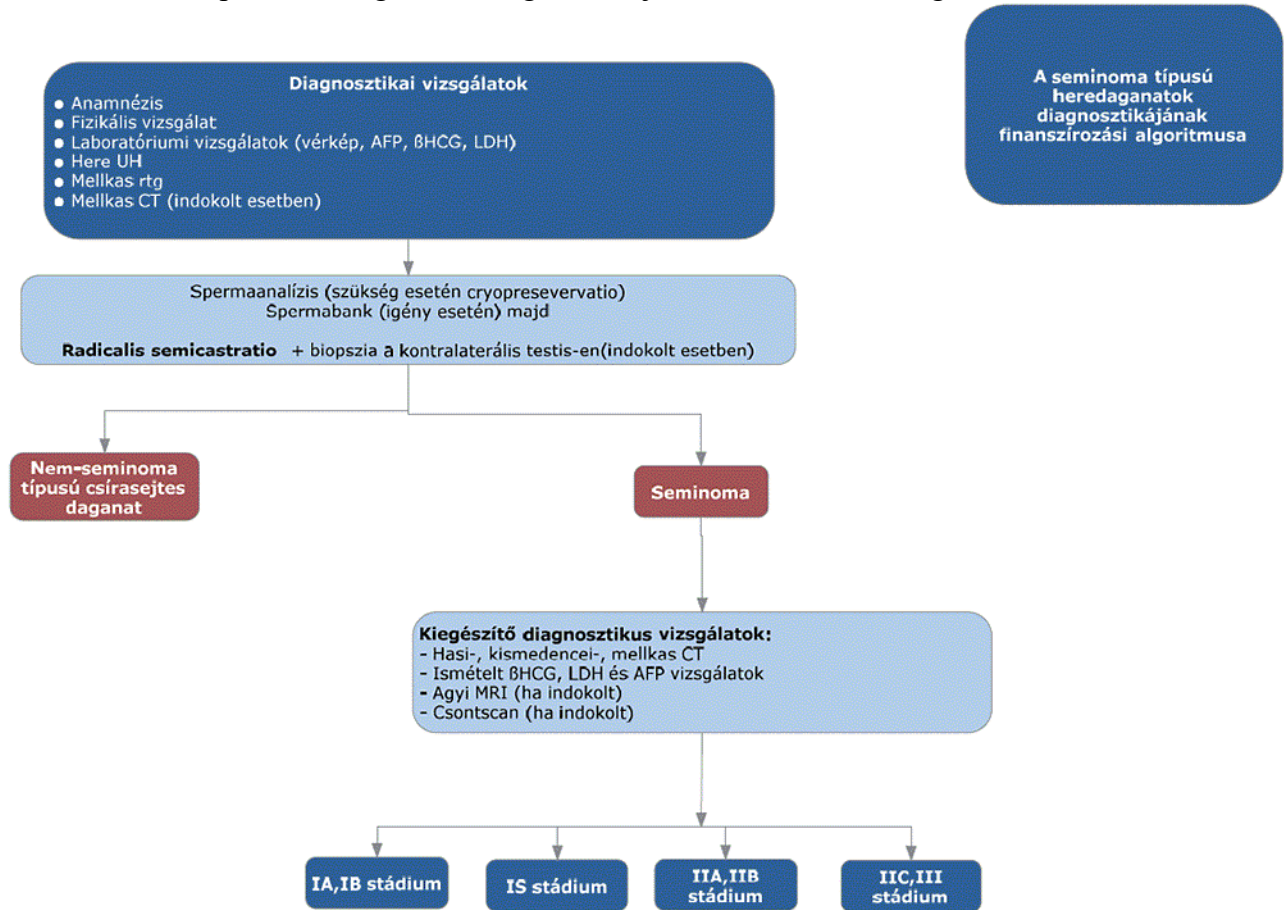 Diagnosztikai vizsgálatok
● Anamnézis
● Fizikális vizsgálat
● Laboratóriumi vizsgálatok (vérkép, AFP, ßHCG, LDH)
● Here UH
● Mellkas rtg
● Mellkas CT (indokolt esetben)
A seminoma típusú
heredaganatok
diagnosztikájának
finanszírozási algoritmusa
Spermaanalízis (szükség esetén cryopresevervatio)
Spermabank (igény esetén) majd
Radicalis semicastratio + biopszia a kontralaterális testis-en(indokolt esetben)
Nem-seminoma
típusú csírasejtes
daganat
Seminoma
Kiegészítő diagnosztikus vizsgálatok:
- Hasi-, kismedencei-, mellkas CT
- Ismételt ßHCG, LDH és AFP vizsgálatok
- Agyi MRI (ha indokolt)
- Csontscan (ha indokolt)
IA,IB stádium
IS stádium
IIA,IIB
stádium
IIC,III
stádium